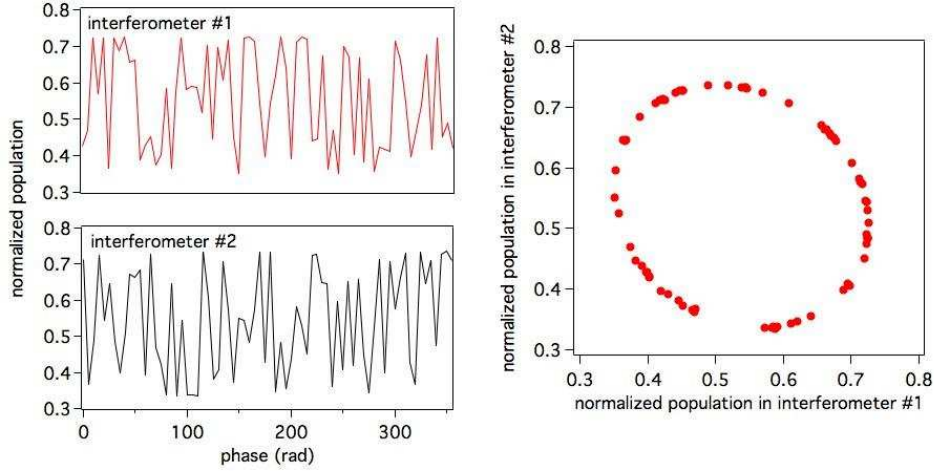 0.8
interferometer #1
0.7
0.6
0.5
0.4
0.3
normalized population
0.8
interferometer #2
0.7
0.6
0.5
0.4
0.3
0 100 200 300
phase (rad)
normalized population in interferometer #2
0.8
0.7
0.6
0.5
0.4
0.3
0.3 0.4 0.5 0.6 0.7 0.8
normalized population in interferometer #1